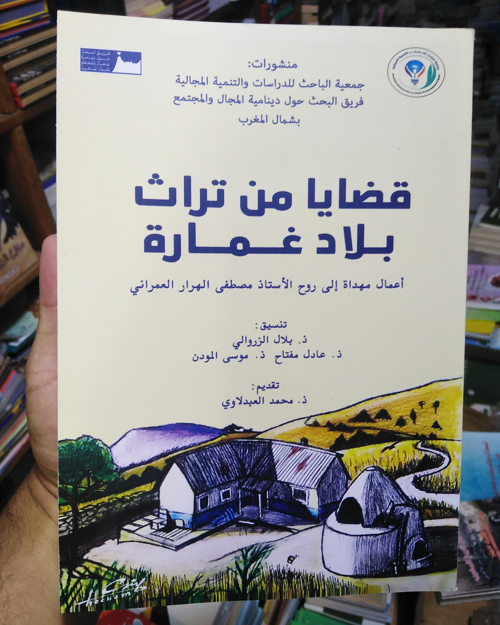 منشورات:
جمعية الباحث للدراسات والتنمية المجالية
فريق البحث حول دينامية المجال والمجتمع
بشمال المغرب
قضايا من تراث
بلاد غمارة
أعمال مهداة إلى روح الأستاذ مصطفى الهرار العمراني
تنسيق:
ذ. بلال الزروالي
ذ. عادل مفتاح ذ. موسى المودن
تقديم:
ذ. محمد العبدلاوي